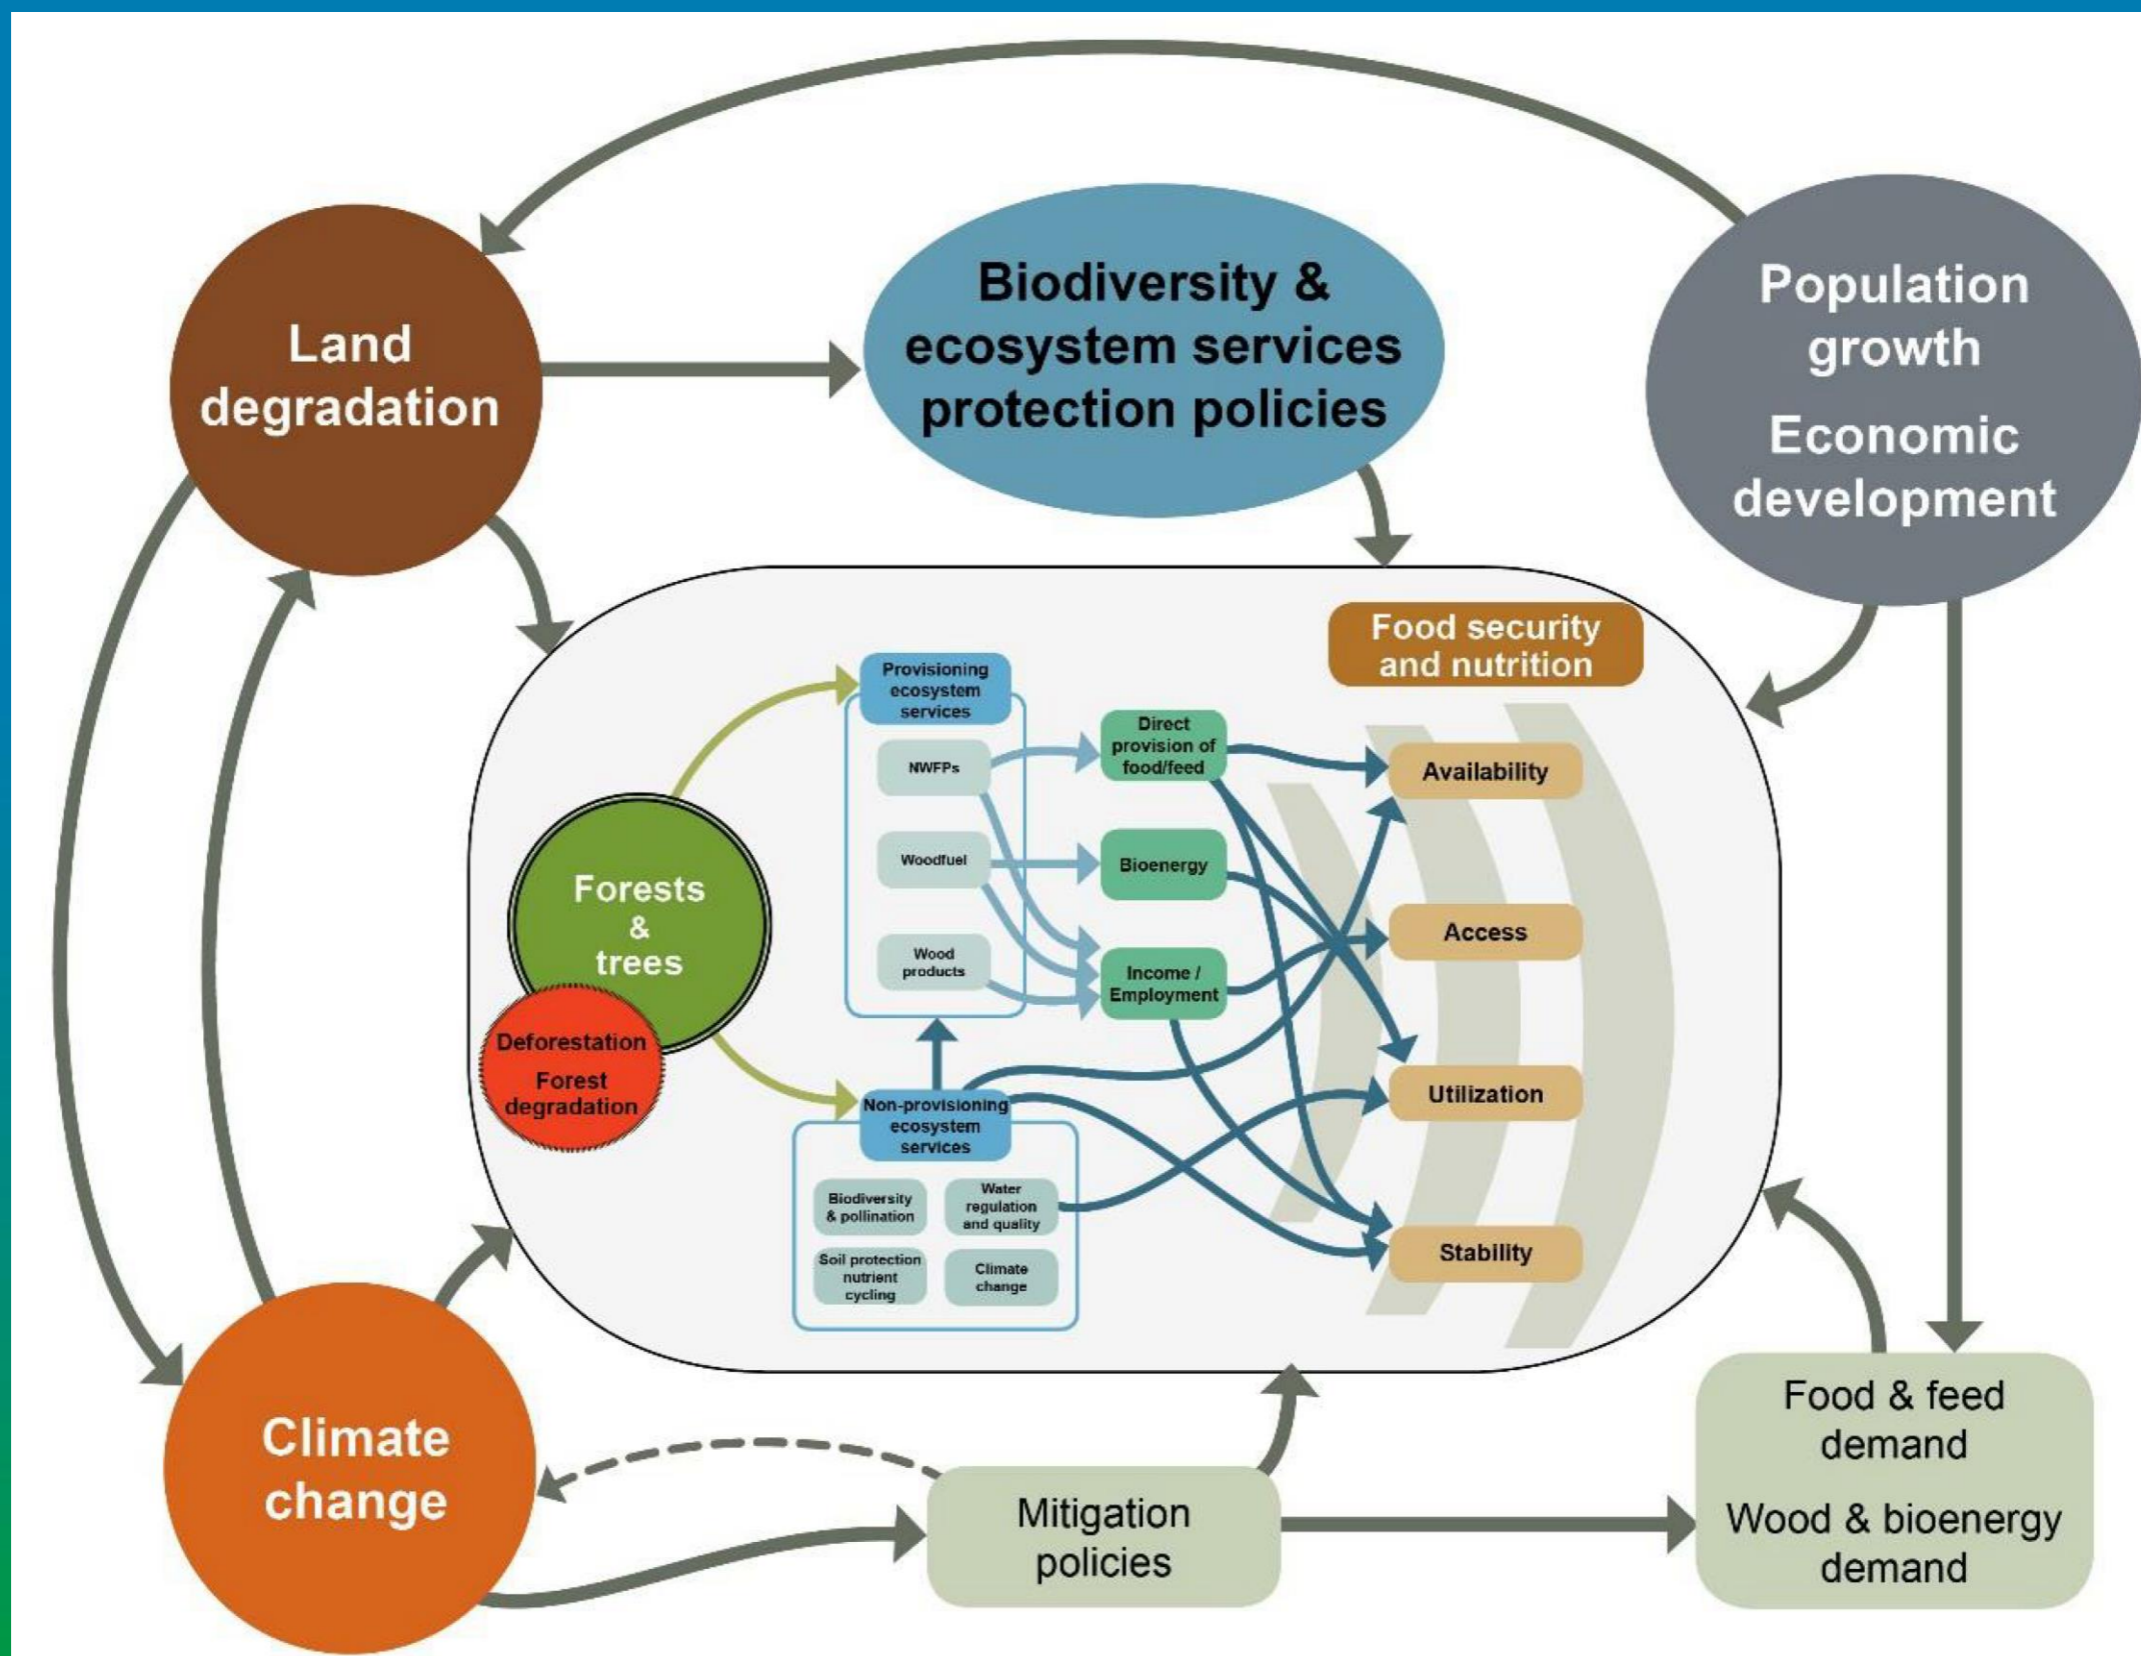 Land
degradation
Biodiversity &
ecosystem services
protection policies
Population
growth
Economic
development
Food security
and nutrition
Provisioning
ecosystem
services
NWFPs
Woodfuel
Wood
products
Direct
provision of
food/feed
Bioenergy
Income /
Employment
Availability
Access
Utilization
Stability
Forests
&
trees
Deforestation
Forest
degradation
Non-provisioning
ecosystem
services
Biodiversity
& pollination
Water
regulation
and quality
Soil protection
nutrient
cycling
Climate
change
Climate
change
Mitigation
policies
Food & feed
demand
Wood & bioenergy
demand